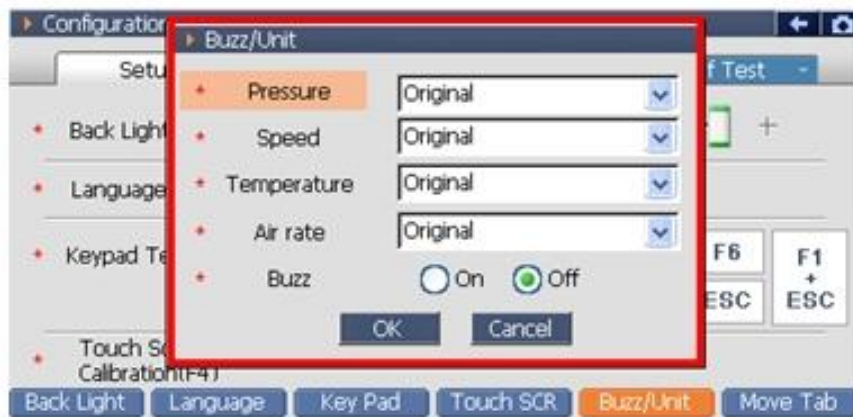 Configuration
Buzz/Unit
Setu
f Test
Pressure Original
Back Light
Speed Original
Language
Temperature Original
Air rate Original
Keypad Te
F6
F1
+
ESC
ESC
Buzz On Off
OK Cancel
Touch Sc
Calibration(F4)
Back Light Language Key Pad Touch SCR Buzz/Unit Move Tab